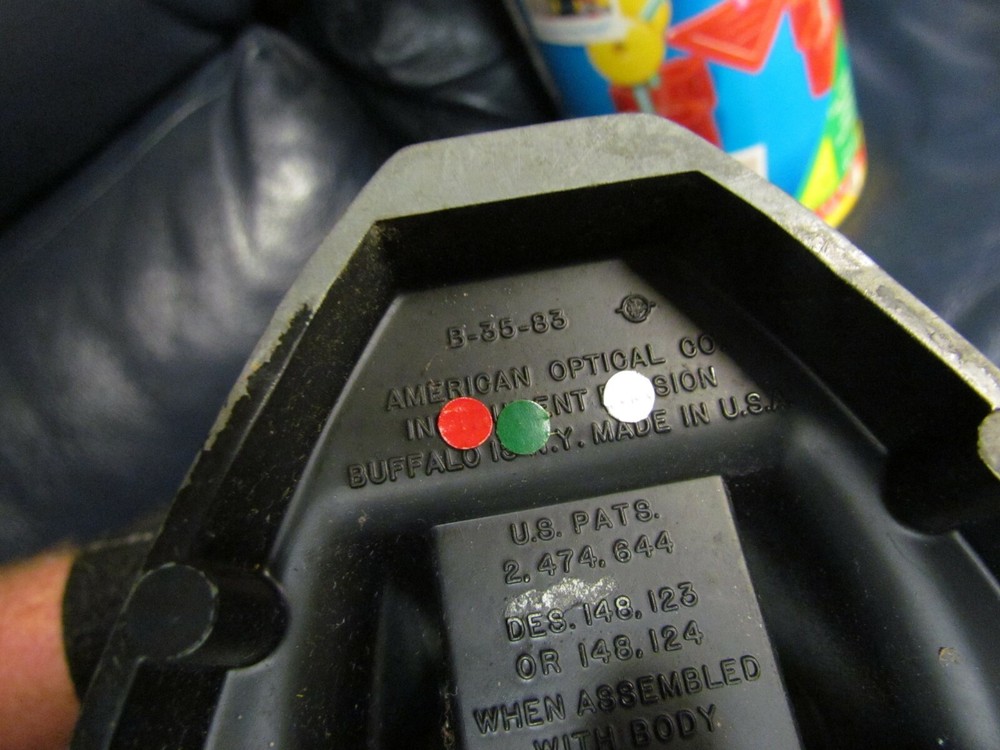 B-35-83
AMERICAN OPTICAL CO.
BUFFALO 15 N.Y. MADE IN U.S.A.
U.S. PATS.
2,474,644
DES. 148,123
OR 148,124
WHEN ASSEMBLED
WITH BODY